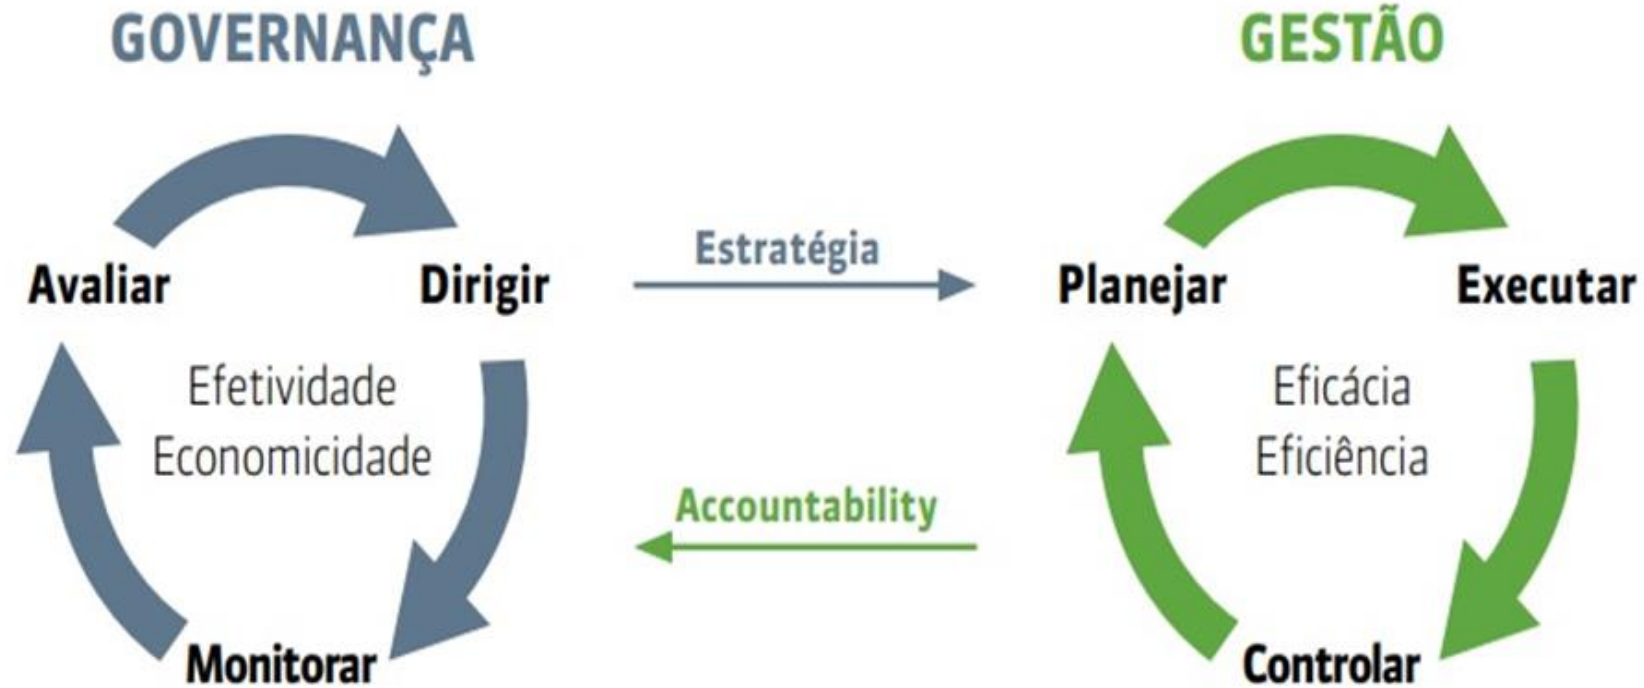 GOVERNANÇA
Avaliar
Dirigir
Efetividade
Economicidade
Monitorar
Estratégia
Accountability
GESTÃO
Planejar
Executar
Eficácia
Eficiência
Controlar